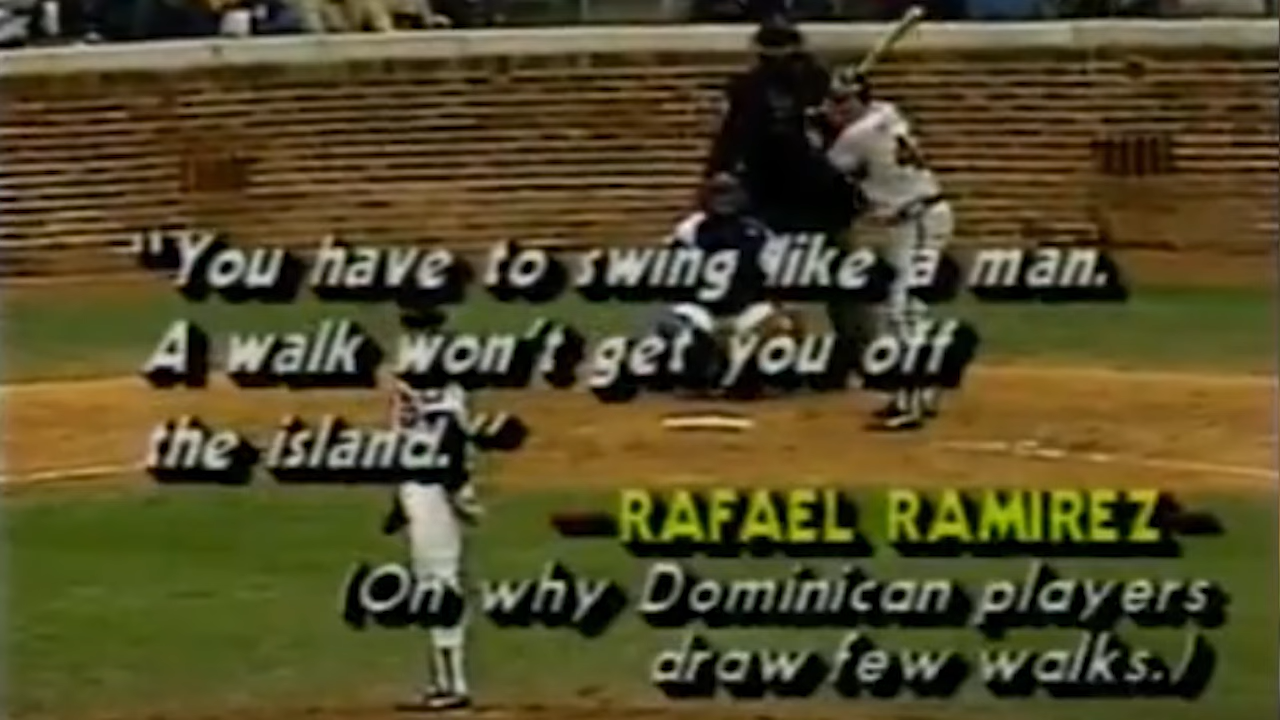 "You have to swing like a man.
A walk won't get you off
the island."
—RAFAEL RAMIREZ—
(On why Dominican players
draw few walks.)